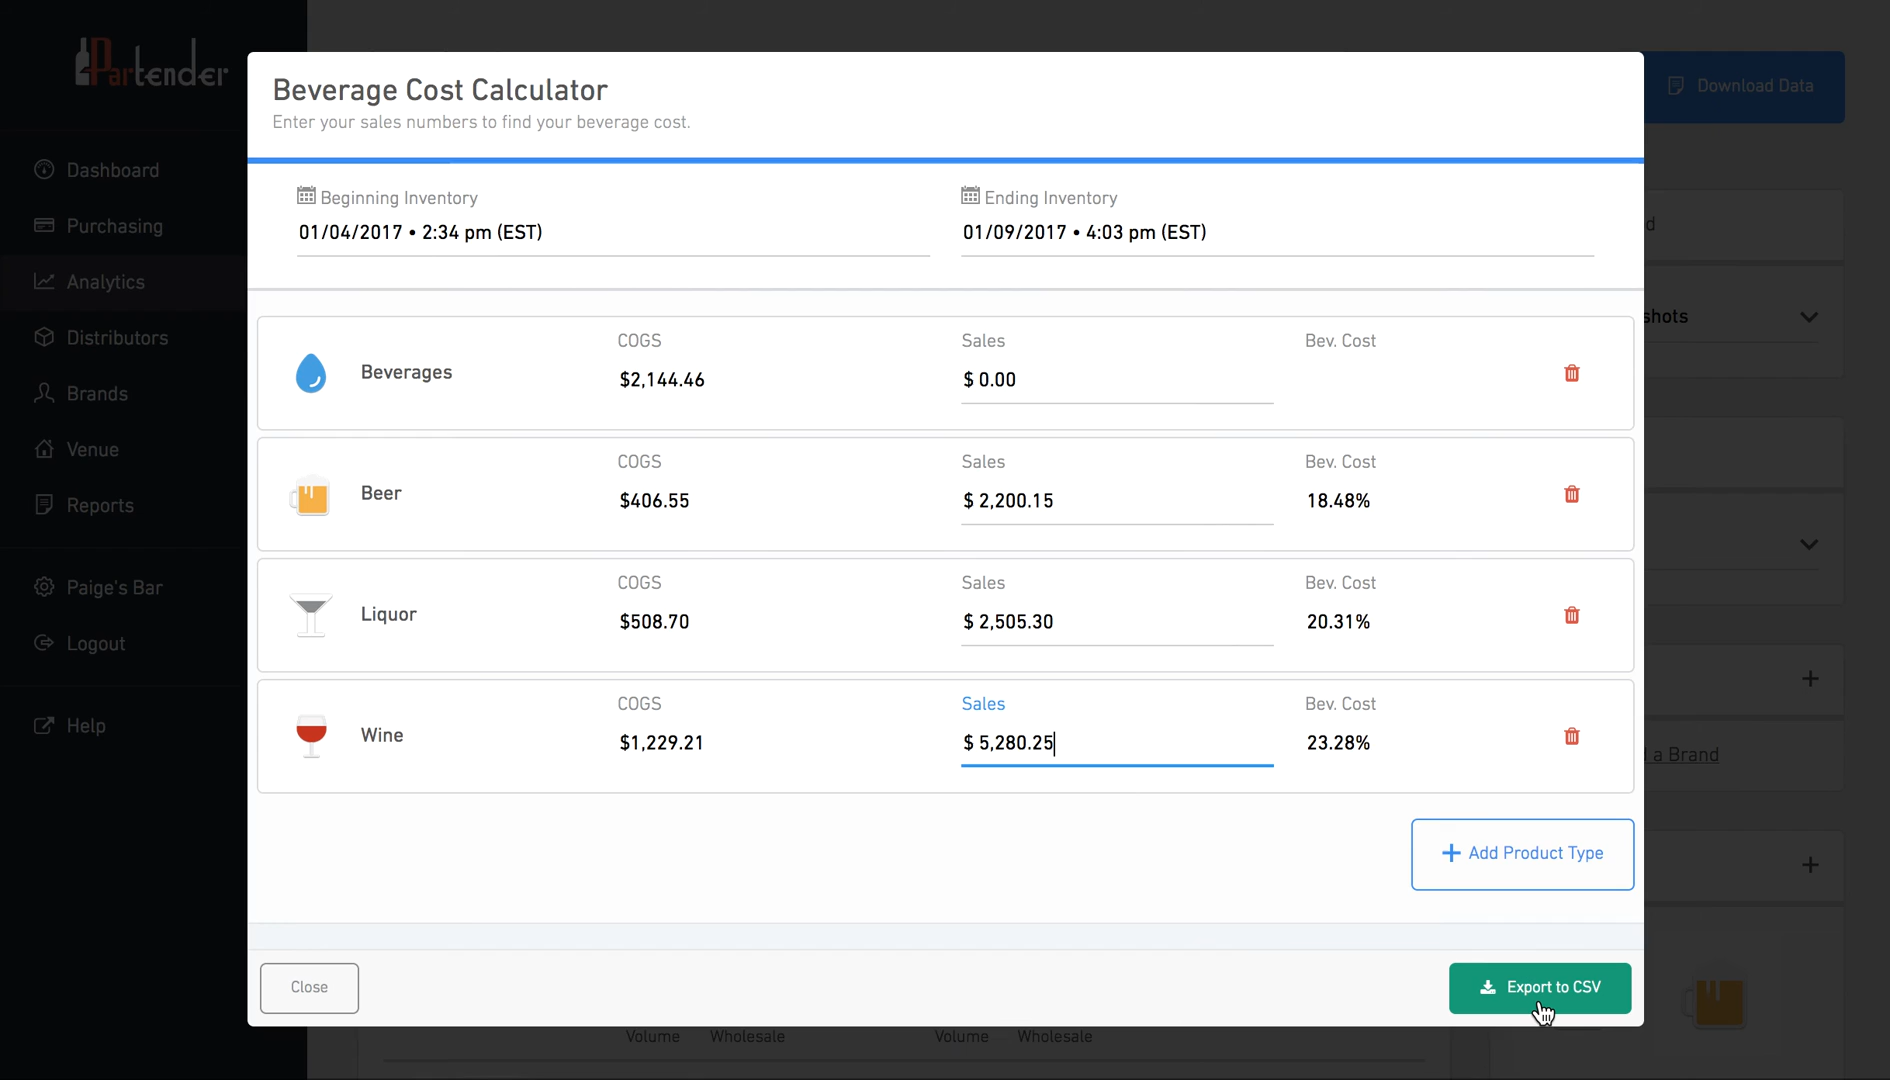 Partender
Download Data
Beverage Cost Calculator
Enter your sales numbers to find your beverage cost.
Dashboard
Purchasing
Analytics
Distributors
Brands
Venue
Reports
Paige's Bar
Logout
Help
Beginning Inventory
01/04/2017 • 2:34 pm (EST)
Ending Inventory
01/09/2017 • 4:03 pm (EST)
Beverages
COGS
$2,144.46
Sales
$ 0.00
Bev. Cost
Beer
COGS
$406.55
Sales
$ 2,200.15
Bev. Cost
18.48%
Liquor
COGS
$508.70
Sales
$ 2,505.30
Bev. Cost
20.31%
Wine
COGS
$1,229.21
Sales
$ 5,280.25
Bev. Cost
23.28%
+ Add Product Type
Close
Export to CSV
d
shots
a Brand
Volume Wholesale Volume Wholesale